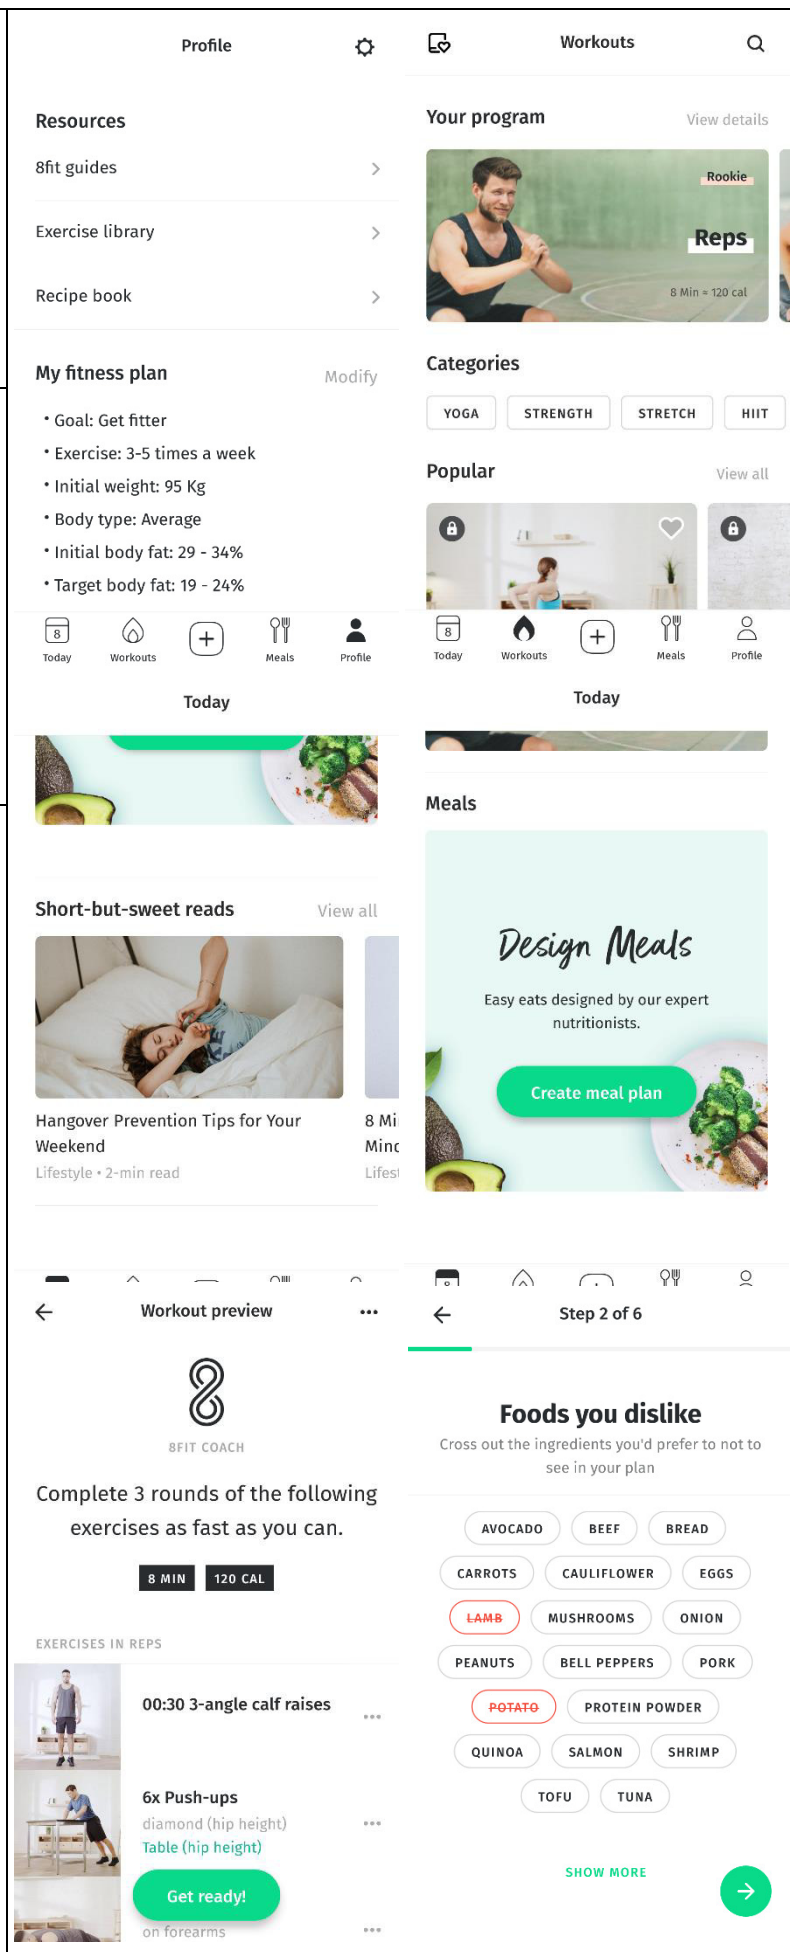 Profile
Resources
8fit guides
Exercise library
Recipe book
My fitness plan
Modify
• Goal: Get fitter
• Exercise: 3-5 times a week
• Initial weight: 95 Kg
• Body type: Average
• Initial body fat: 29 - 34%
• Target body fat: 19 - 24%
8
Today
Workouts
Meals
Profile
Workouts
Your program
View details
Rookie
Reps
8 Min ≈ 120 cal
Categories
YOGA
STRENGTH
STRETCH
HIIT
Popular
View all
8
Today
Workouts
Meals
Profile
Today
Short-but-sweet reads
View all
Hangover Prevention Tips for Your
Weekend
Lifestyle • 2-min read
8 Mi
Mind
Lifest
Today
Meals
Design Meals
Easy eats designed by our expert
nutritionists.
Create meal plan
Workout preview
8FIT COACH
Complete 3 rounds of the following
exercises as fast as you can.
8 MIN
120 CAL
EXERCISES IN REPS
00:30 3-angle calf raises
6x Push-ups
diamond (hip height)
Table (hip height)
Get ready!
on forearms
Step 2 of 6
Foods you dislike
Cross out the ingredients you'd prefer to not to
see in your plan
AVOCADO
BEEF
BREAD
CARROTS
CAULIFLOWER
EGGS
LAMB
MUSHROOMS
ONION
PEANUTS
BELL PEPPERS
PORK
POTATO
PROTEIN POWDER
QUINOA
SALMON
SHRIMP
TOFU
TUNA
SHOW MORE